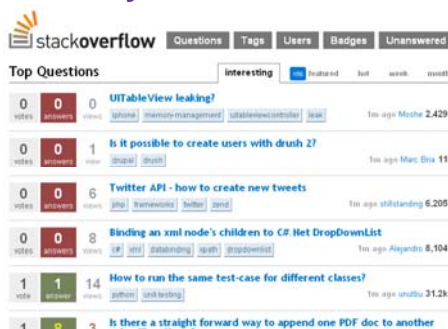 stackoverflow Questions Tags Users Badges Unanswered
Top Questions interesting featured hot week month
0 0 0 UITableView leaking?
votes answers views iphone memory-management uitableviewcontroller leak 1m ago Moshe 2,429
0 0 1 Is it possible to create users with drush 2?
votes answers view drupal drush 1m ago Marc Bria 11
0 0 6 Twitter API - how to create new tweets
votes answers views php frameworks twitter zend 1m ago stillstanding 6,205
0 0 8 Binding an xml node's children to C#.Net DropDownList
votes answers views c# xml databinding xpath dropdownlist 1m ago Alejandro 8,104
1 1 14 How to run the same test-case for different classes?
vote answer views python unit-testing 1m ago unutbu 31.2k
1 8 3 Is there a straight forward way to append one PDF doc to another